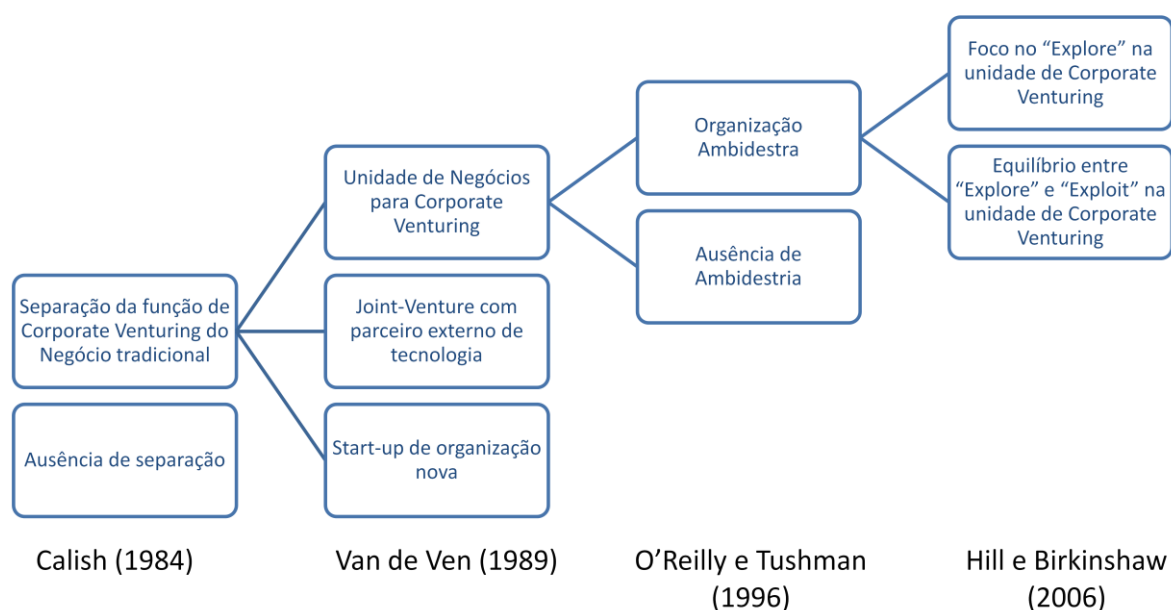 Separação da função de
Corporate Venturing do
Negócio tradicional
Ausência de separação
Calish (1984)
Unidade de Negócios
para Corporate
Venturing
Joint-Venture com
parceiro externo de
tecnologia
Start-up de organização
nova
Van de Ven (1989)
Organização
Ambidestra
Ausência de
Ambidestria
O’Reilly e Tushman
(1996)
Foco no “Explore” na
unidade de Corporate
Venturing
Equilíbrio entre
“Explore” e “Exploit” na
unidade de Corporate
Venturing
Hill e Birkinshaw
(2006)